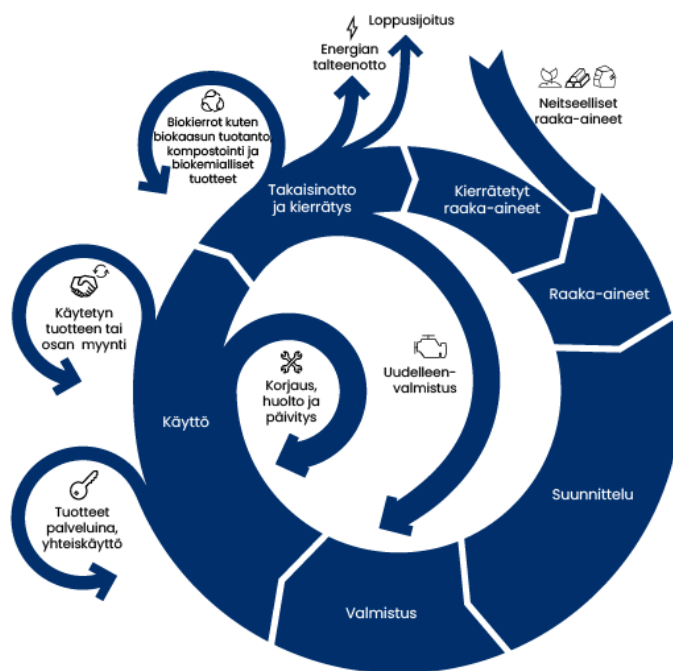 Loppusijoitus
Energian
talteenotto
Neitseelliset
raaka-aineet
Biokierrot kuten
biokaasun tuotanto,
kompostointi ja
biokemialliset
tuotteet
Takaisinotto
ja kierrätys
Kierrätetyt
raaka-aineet
Raaka-aineet
Käytetyn
tuotteen tai
osan myynti
Korjaus,
huolto ja
päivitys
Uudelleen-
valmistus
Käyttö
Suunnittelu
Tuotteet
palveluina,
yhteiskäyttö
Valmistus